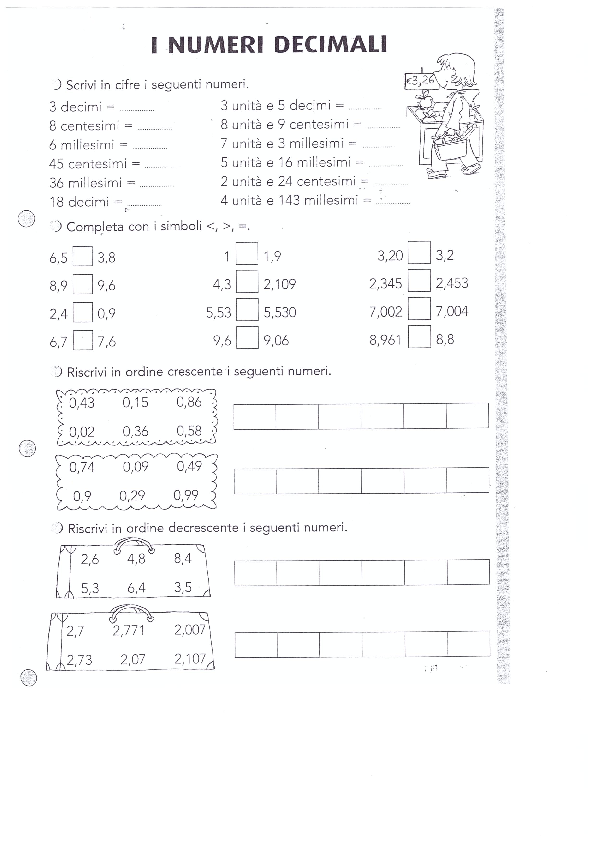 I NUMERI DECIMALI
€3,26
Scrivi in cifre i seguenti numeri.
3 decimi = ............... 3 unità e 5 decimi = ...............
8 centesimi = ............... 8 unità e 9 centesimi = ...............
6 millesimi = ............... 7 unità e 3 millesimi = ...............
45 centesimi = ............... 5 unità e 16 millesimi = ...............
36 millesimi = ............... 2 unità e 24 centesimi = ...............
18 decimi = ............... 4 unità e 143 millesimi = ...............
Completa con i simboli <, >, =.
6,5 3,8 1 1,9 3,20 3,2
8,9 9,6 4,3 2,109 2,345 2,453
2,4 0,9 5,53 5,530 7,002 7,004
6,7 7,6 9,6 9,06 8,961 8,8
Riscrivi in ordine crescente i seguenti numeri.
0,43 0,15 0,86
0,02 0,36 0,58
0,74 0,09 0,49
0,9 0,29 0,99
Riscrivi in ordine decrescente i seguenti numeri.
2,6 4,8 8,4
5,3 6,4 3,5
2,7 2,771 2,007
2,73 2,07 2,107